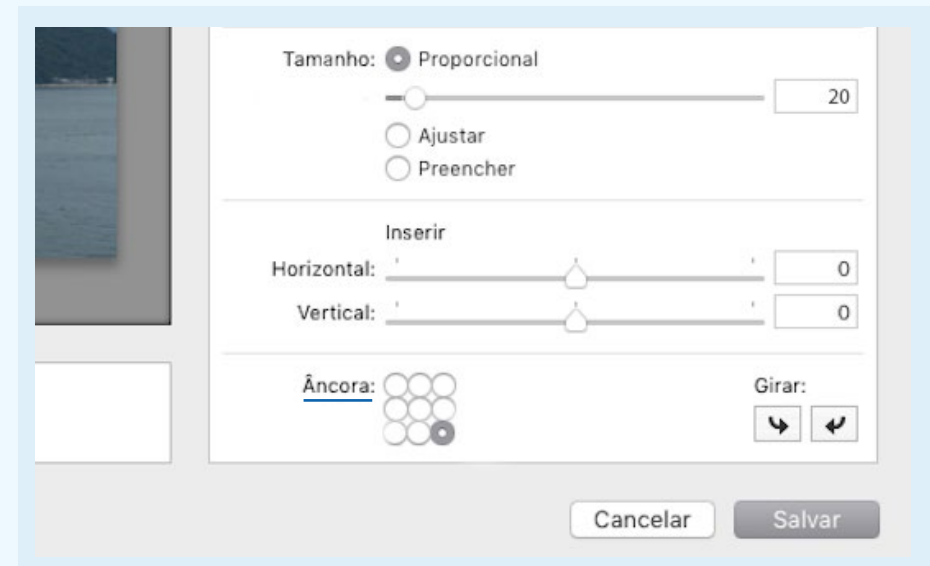 Tamanho: Proporcional
20
Ajustar
Preencher
Inserir
Horizontal: 0
Vertical: 0
Âncora: Girar:
Cancelar Salvar